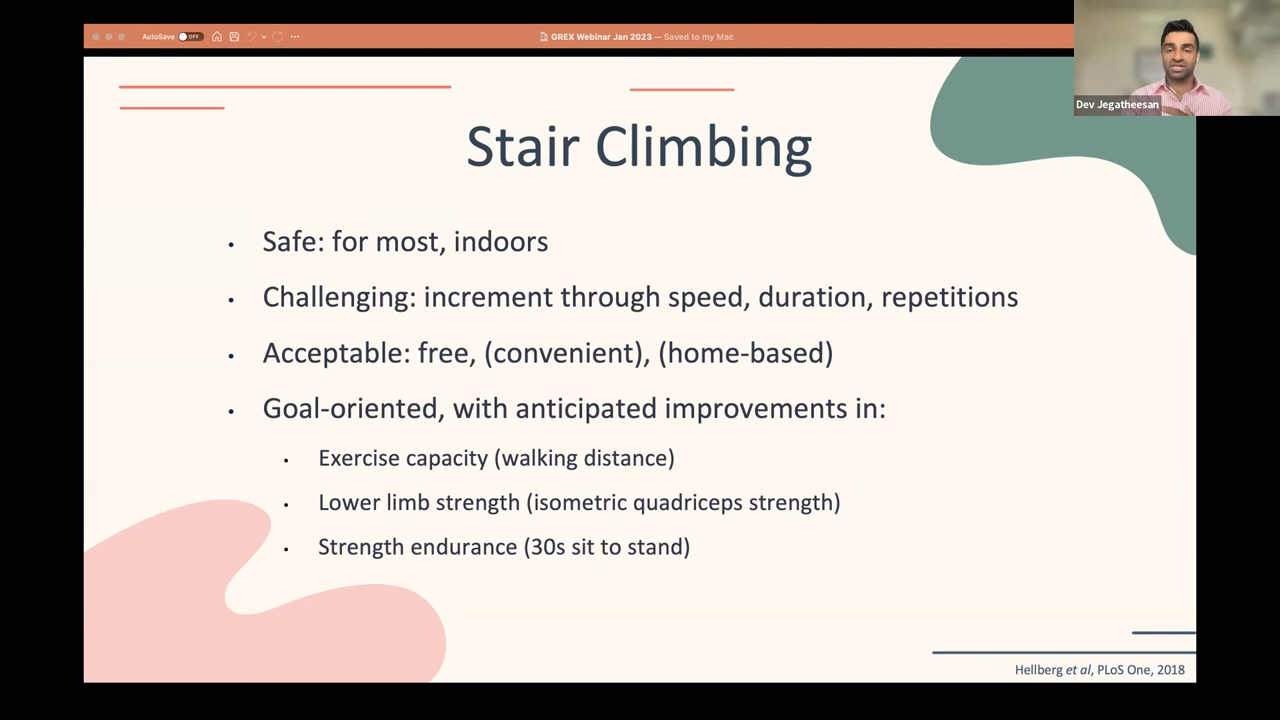 AutoSave OFF
GREX Webinar Jan 2023 — Saved to my Mac
Dev Jegatheesan
Stair Climbing
• Safe: for most, indoors
• Challenging: increment through speed, duration, repetitions
• Acceptable: free, (convenient), (home-based)
• Goal-oriented, with anticipated improvements in:
• Exercise capacity (walking distance)
• Lower limb strength (isometric quadriceps strength)
• Strength endurance (30s sit to stand)
Hellberg et al, PLoS One, 2018